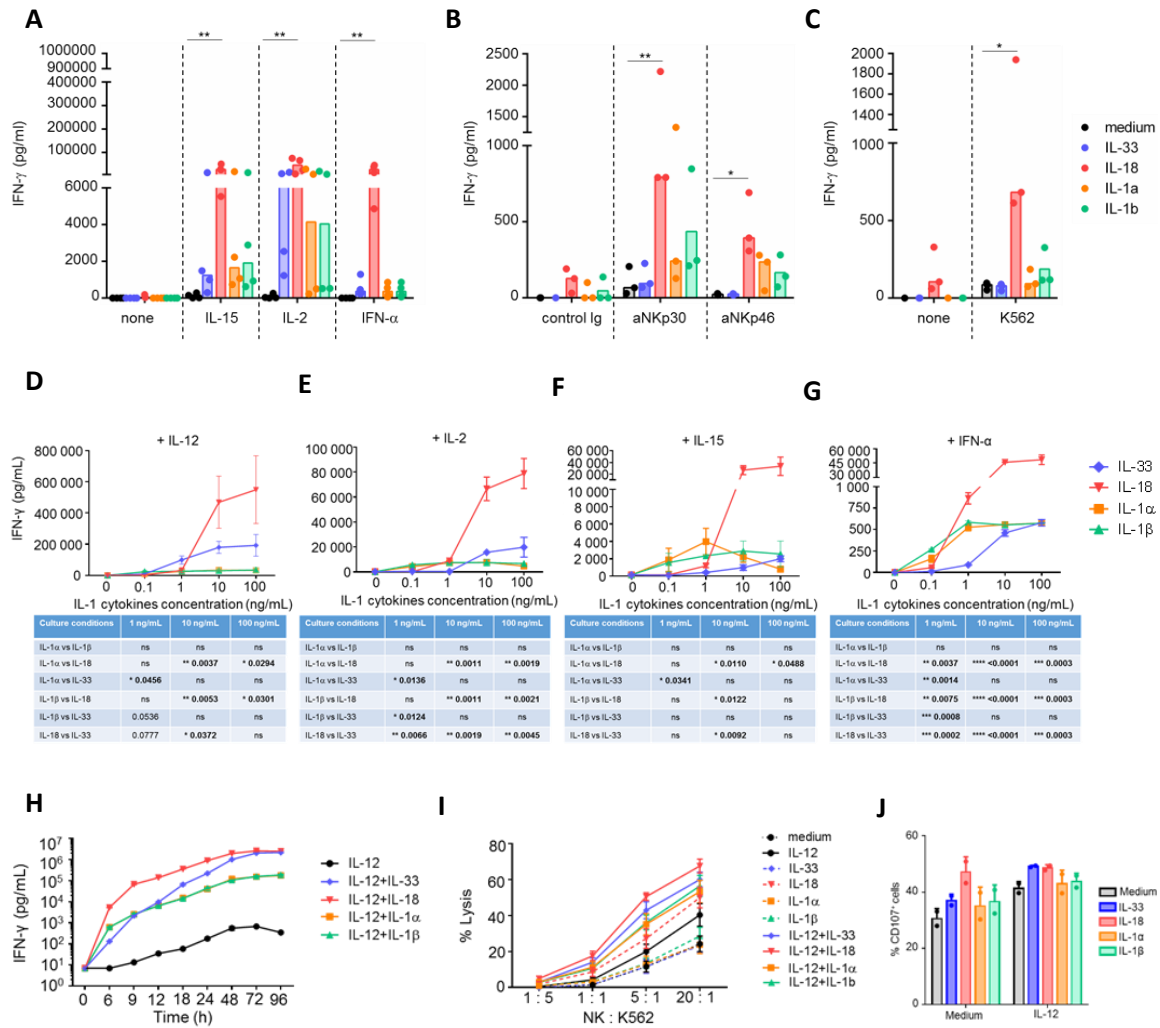 A
B
C
** ** **
1000000
900000
400000
300000
200000
100000
6000
4000
2000
0
IFN-γ (pg/ml)
none IL-15 IL-2 IFN-α
2500
2000
1500
1000
500
0
IFN-γ (pg/ml)
**
*
control Ig aNKp30 aNKp46
2000
1800
1600
1400
1200
1000
500
0
IFN-γ (pg/ml)
*
none K562
medium
IL-33
IL-18
IL-1a
IL-1b
D
E
F
G
+ IL-12
+ IL-2
+ IL-15
+ IFN-α
IFN-γ (pg/mL)
800 000
600 000
400 000
200 000
0
0 0.1 1 10 100
100 000
80 000
60 000
40 000
20 000
0
0 0.1 1 10 100
40 000
30 000
20 000
10 000
8 000
6 000
4 000
2 000
0
0 0.1 1 10 100
60 000
45 000
30 000
15 000
1 000
750
500
250
0
0 0.1 1 10 100
IL-33
IL-18
IL-1α
IL-1β
IL-1 cytokines concentration (ng/mL)
IL-1 cytokines concentration (ng/mL)
IL-1 cytokines concentration (ng/mL)
IL-1 cytokines concentration (ng/mL)
Culture conditions 1 ng/mL 10 ng/mL 100 ng/mL
IL-1α vs IL-1β ns ns ns
IL-1α vs IL-18 ns ** 0.0037 * 0.0294
IL-1α vs IL-33 * 0.0456 ns ns
IL-1β vs IL-18 ns ** 0.0053 * 0.0301
IL-1β vs IL-33 0.0536 ns ns
IL-18 vs IL-33 0.0777 * 0.0372 ns
Culture conditions 1 ng/mL 10 ng/mL 100 ng/mL
IL-1α vs IL-1β ns ns ns
IL-1α vs IL-18 ns ** 0.0011 ** 0.0019
IL-1α vs IL-33 * 0.0136 ns ns
IL-1β vs IL-18 ns ** 0.0011 ** 0.0021
IL-1β vs IL-33 * 0.0124 ns ns
IL-18 vs IL-33 ** 0.0066 ** 0.0019 ** 0.0045
Culture conditions 1 ng/mL 10 ng/mL 100 ng/mL
IL-1α vs IL-1β ns ns ns
IL-1α vs IL-18 ns * 0.0110 * 0.0488
IL-1α vs IL-33 * 0.0341 ns ns
IL-1β vs IL-18 ns * 0.0122 ns
IL-1β vs IL-33 ns ns ns
IL-18 vs IL-33 ns * 0.0092 ns
Culture conditions 1 ng/mL 10 ng/mL 100 ng/mL
IL-1α vs IL-1β ns ns ns
IL-1α vs IL-18 ** 0.0037 **** <0.0001 *** 0.0003
IL-1α vs IL-33 ** 0.0014 ns ns
IL-1β vs IL-18 ** 0.0075 **** <0.0001 *** 0.0003
IL-1β vs IL-33 *** 0.0008 ns ns
IL-18 vs IL-33 *** 0.0002 **** <0.0001 *** 0.0003
H
I
J
IFN-γ (pg/mL)
10⁷
10⁶
10⁵
10⁴
10³
10²
10¹
10⁰
0 6 9 12 18 24 48 72 96
Time (h)
IL-12
IL-12+IL-33
IL-12+IL-18
IL-12+IL-1α
IL-12+IL-1β
% Lysis
80
60
40
20
0
1 : 5 1 : 1 5 : 1 20 : 1
NK : K562
medium
IL-12
IL-33
IL-18
IL-1α
IL-1β
IL-12+IL-33
IL-12+IL-18
IL-12+IL-1α
IL-12+IL-1b
% CD107⁺ cells
60
40
20
0
Medium IL-12
Medium
IL-33
IL-18
IL-1α
IL-1β